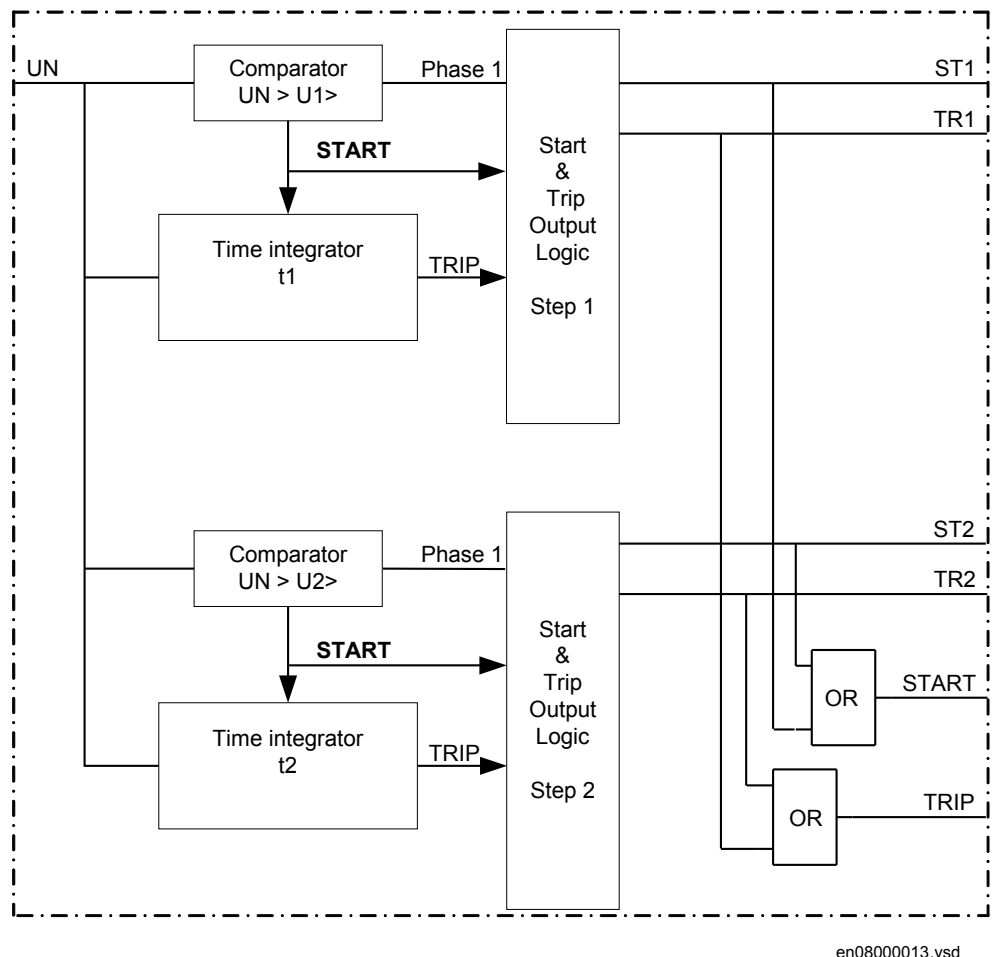 UN
Comparator
UN > U1>
Phase 1
START
Time integrator
t1
TRIP
Start
&
Trip
Output
Logic
Step 1
ST1
TR1
Comparator
UN > U2>
Phase 1
START
Time integrator
t2
TRIP
Start
&
Trip
Output
Logic
Step 2
ST2
TR2
OR
START
OR
TRIP
en08000013.vsd